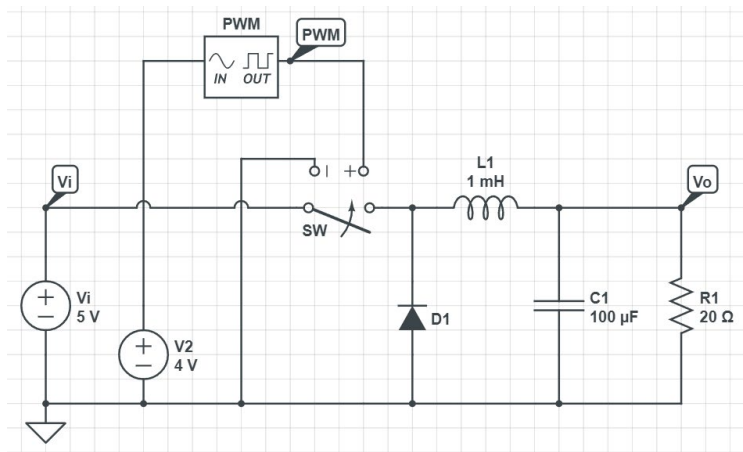 PWM
PWM
IN OUT
− +
Vi
SW
L1
1 mH
Vo
+
−
Vi
5 V
+
−
V2
4 V
D1
C1
100 µF
R1
20 Ω